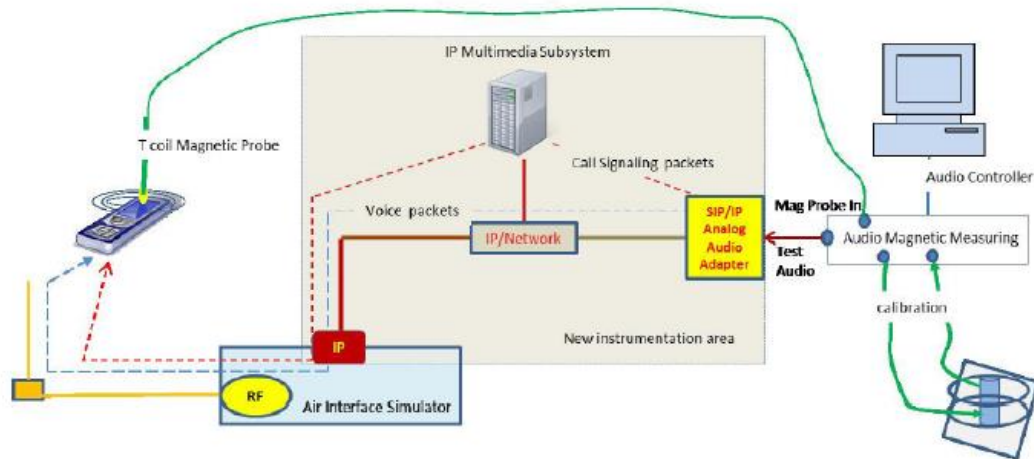 IP Multimedia Subsystem
T coil Magnetic Probe
Call Signaling packets
Audio Controller
Voice packets
Mag Probe In
SIP/IP
Analog
Audio
Adapter
IP/Network
Audio Magnetic Measuring
Test
Audio
calibration
New instrumentation area
IP
RF
Air Interface Simulator